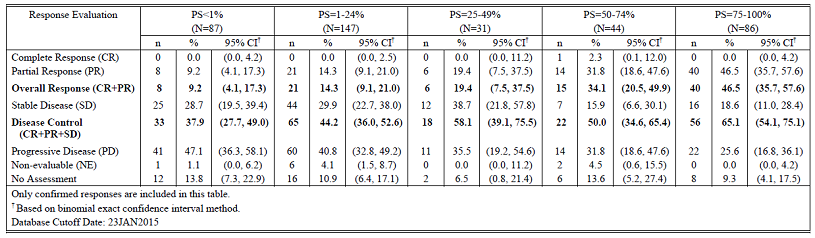 Response Evaluation PS<1% PS=1-24% PS=25-49% PS=50-74% PS=75-100%
(N=87) (N=147) (N=31) (N=44) (N=86)
n % 95% CI† n % 95% CI† n % 95% CI† n % 95% CI† n % 95% CI†
Complete Response (CR) 0 0.0 (0.0, 4.2) 0 0.0 (0.0, 2.5) 0 0.0 (0.0, 11.2) 1 2.3 (0.1, 12.0) 0 0.0 (0.0, 4.2)
Partial Response (PR) 8 9.2 (4.1, 17.3) 21 14.3 (9.1, 21.0) 6 19.4 (7.5, 37.5) 14 31.8 (18.6, 47.6) 40 46.5 (35.7, 57.6)
Overall Response (CR+PR) 8 9.2 (4.1, 17.3) 21 14.3 (9.1, 21.0) 6 19.4 (7.5, 37.5) 15 34.1 (20.5, 49.9) 40 46.5 (35.7, 57.6)
Stable Disease (SD) 25 28.7 (19.5, 39.4) 44 29.9 (22.7, 38.0) 12 38.7 (21.8, 57.8) 7 15.9 (6.6, 30.1) 16 18.6 (11.0, 28.4)
Disease Control 33 37.9 (27.7, 49.0) 65 44.2 (36.0, 52.6) 18 58.1 (39.1, 75.5) 22 50.0 (34.6, 65.4) 56 65.1 (54.1, 75.1)
(CR+PR+SD)
Progressive Disease (PD) 41 47.1 (36.3, 58.1) 60 40.8 (32.8, 49.2) 11 35.5 (19.2, 54.6) 14 31.8 (18.6, 47.6) 22 25.6 (16.8, 36.1)
Non-evaluable (NE) 1 1.1 (0.0, 6.2) 6 4.1 (1.5, 8.7) 0 0.0 (0.0, 11.2) 2 4.5 (0.6, 15.5) 0 0.0 (0.0, 4.2)
No Assessment 12 13.8 (7.3, 22.9) 16 10.9 (6.4, 17.1) 2 6.5 (0.8, 21.4) 6 13.6 (5.2, 27.4) 8 9.3 (4.1, 17.5)
Only confirmed responses are included in this table.
† Based on binomial exact confidence interval method.
Database Cutoff Date: 23JAN2015